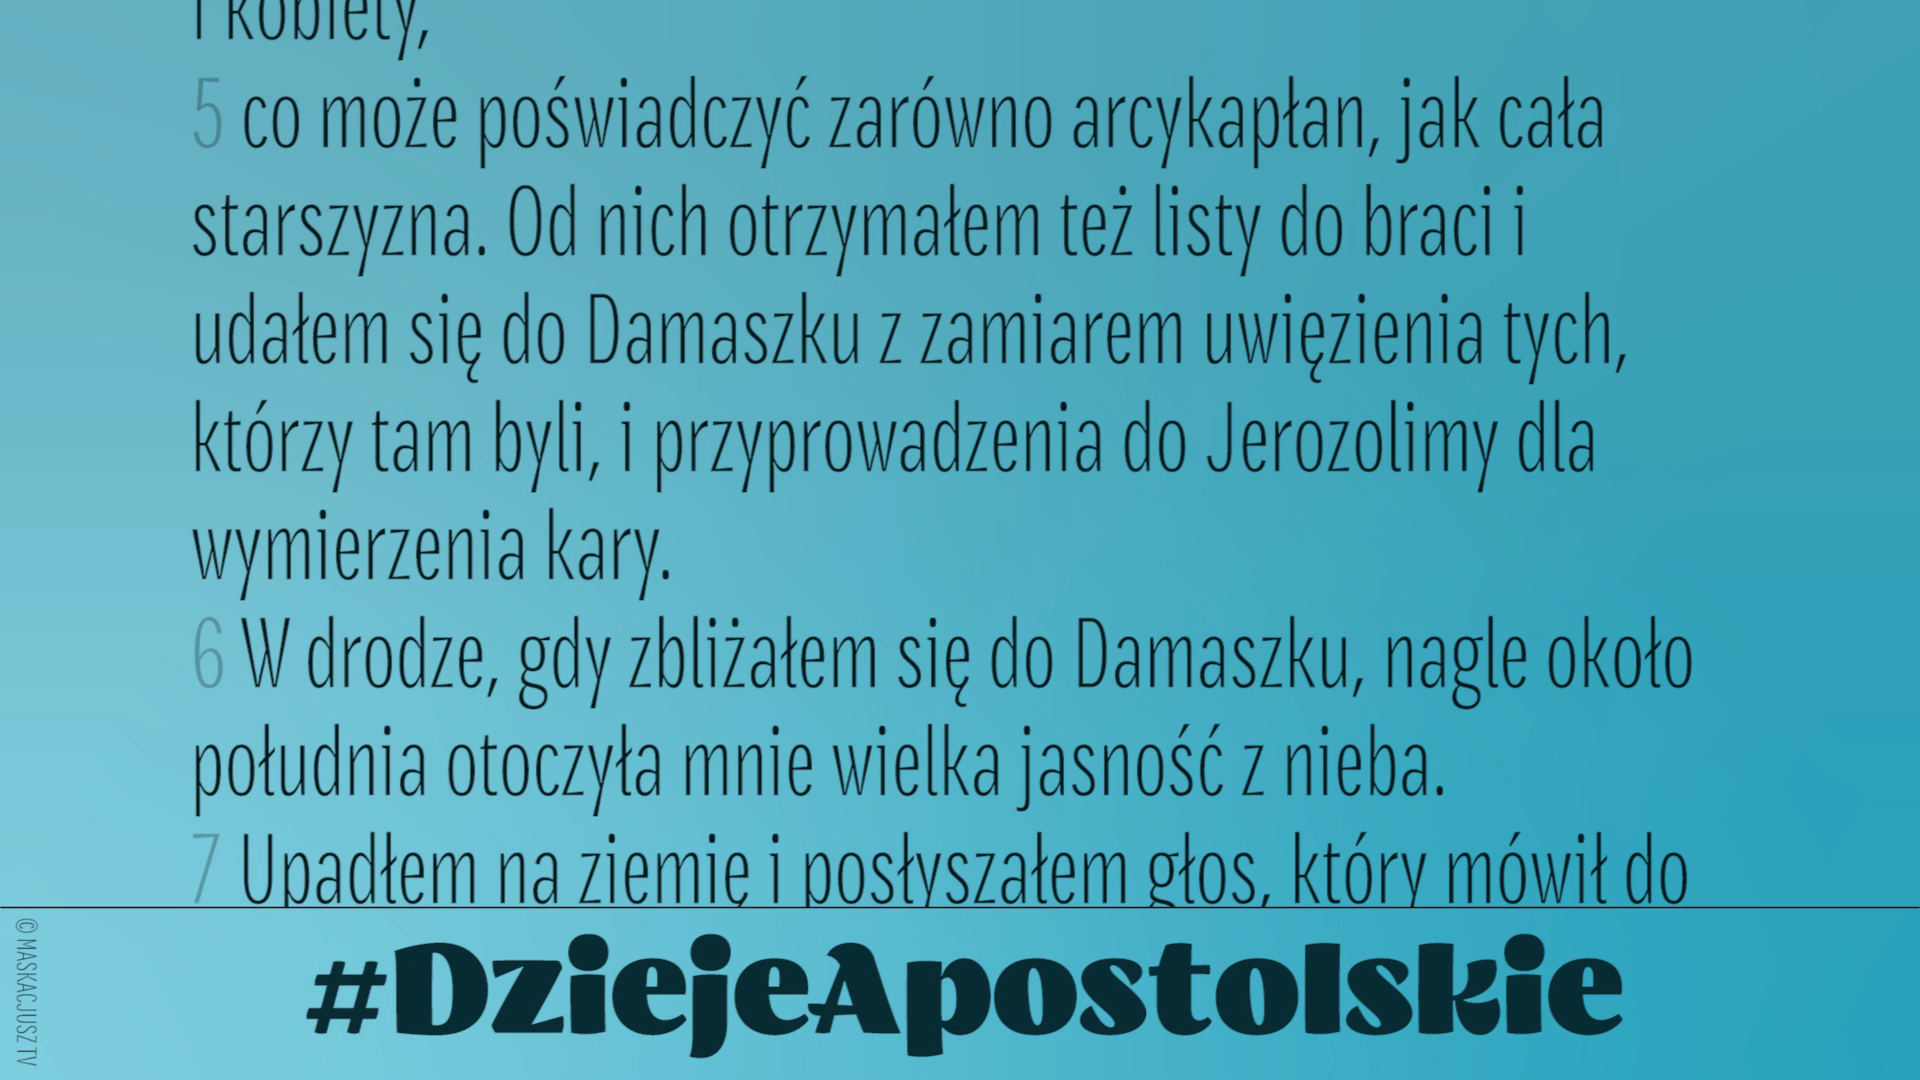 i kobiety,
5 co może poświadczyć zarówno arcykapłan, jak cała
starszyzna. Od nich otrzymałem też listy do braci i
udałem się do Damaszku z zamiarem uwięzienia tych,
którzy tam byli, i przyprowadzenia do Jerozolimy dla
wymierzenia kary.
6 W drodze, gdy zbliżałem się do Damaszku, nagle około
południa otoczyła mnie wielka jasność z nieba.
7 Upadłem na ziemię i posłyszałem głos, który mówił do
#DziejeApostolskie
© MASKACJUSZ TV